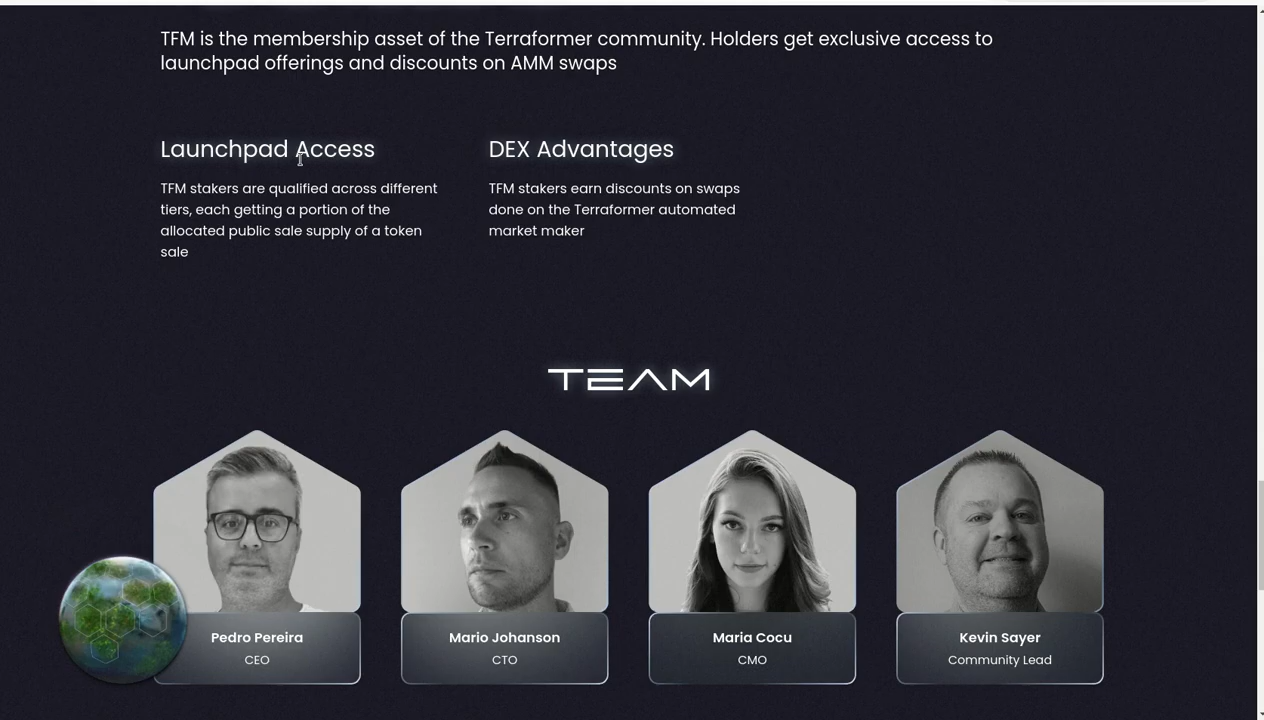 TFM is the membership asset of the Terraformer community. Holders get exclusive access to
launchpad offerings and discounts on AMM swaps
Launchpad Access
TFM stakers are qualified across different
tiers, each getting a portion of the
allocated public sale supply of a token
sale
DEX Advantages
TFM stakers earn discounts on swaps
done on the Terraformer automated
market maker
TEAM
Pedro Pereira
CEO
Mario Johanson
CTO
Maria Cocu
CMO
Kevin Sayer
Community Lead